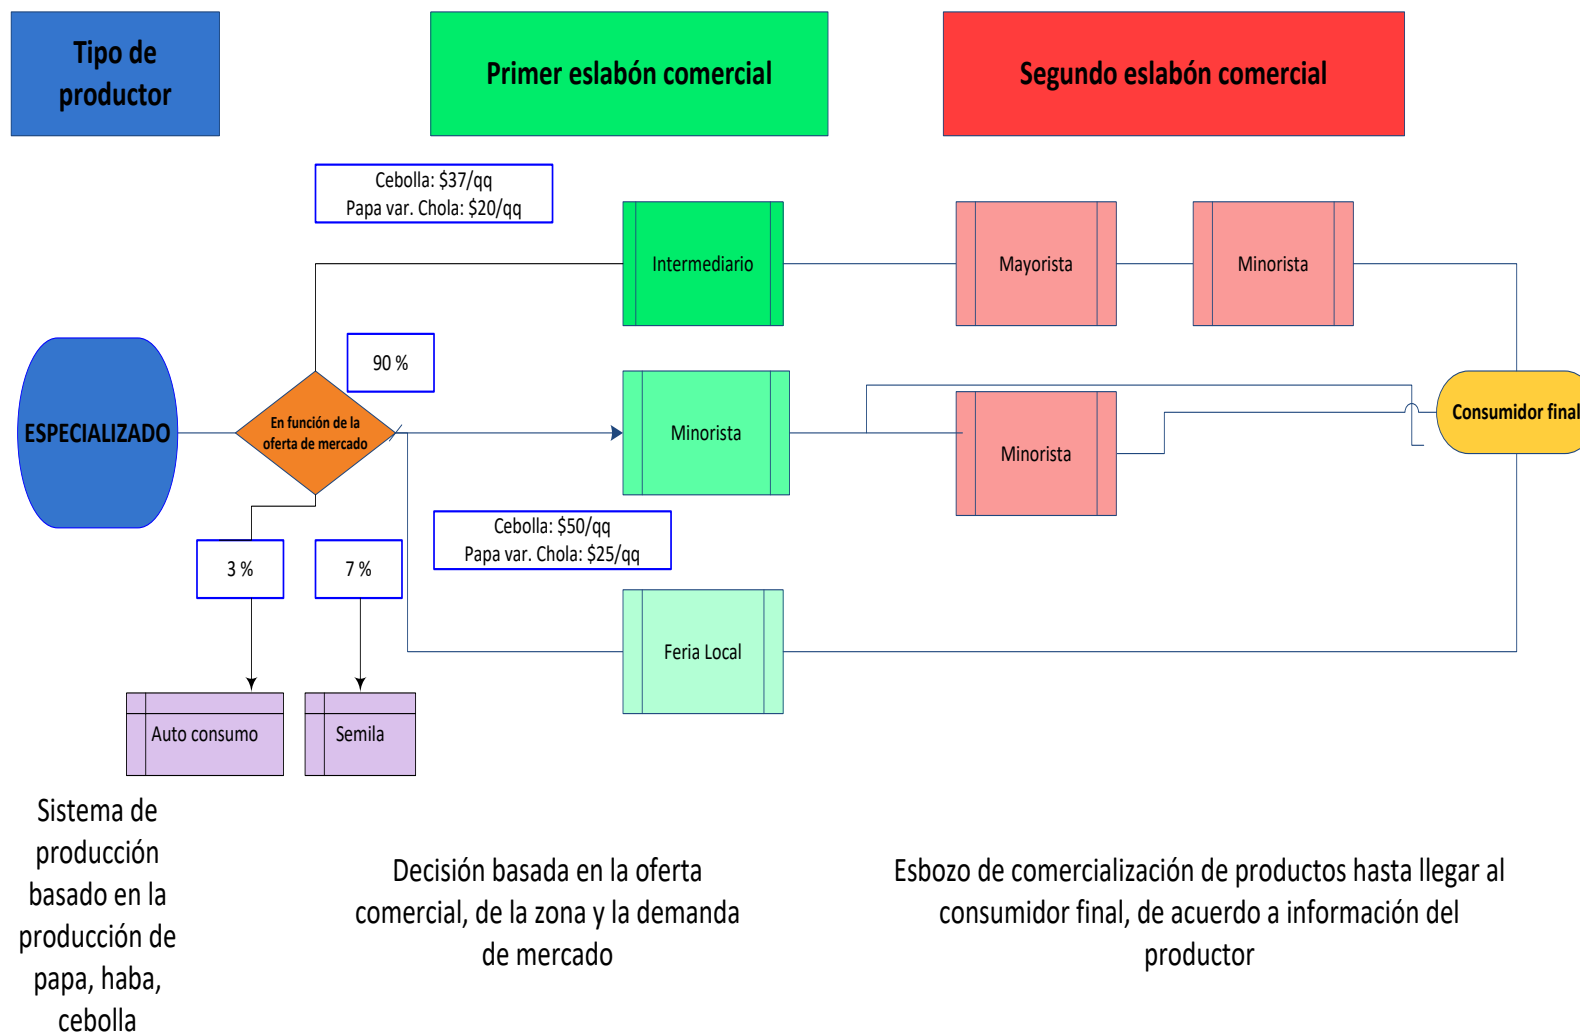 Tipo de
productor
Primer eslabón comercial
Segundo eslabón comercial
Cebolla: $37/qq
Papa var. Chola: $20/qq
Intermediario
Mayorista
Minorista
90 %
ESPECIALIZADO
En función de la
oferta de mercado
Minorista
Minorista
Consumidor final
Cebolla: $50/qq
Papa var. Chola: $25/qq
3 %
7 %
Feria Local
Auto consumo
Semila
Sistema de
producción
basado en la
producción de
papa, haba,
cebolla
Decisión basada en la oferta
comercial, de la zona y la demanda
de mercado
Esbozo de comercialización de productos hasta llegar al
consumidor final, de acuerdo a información del
productor